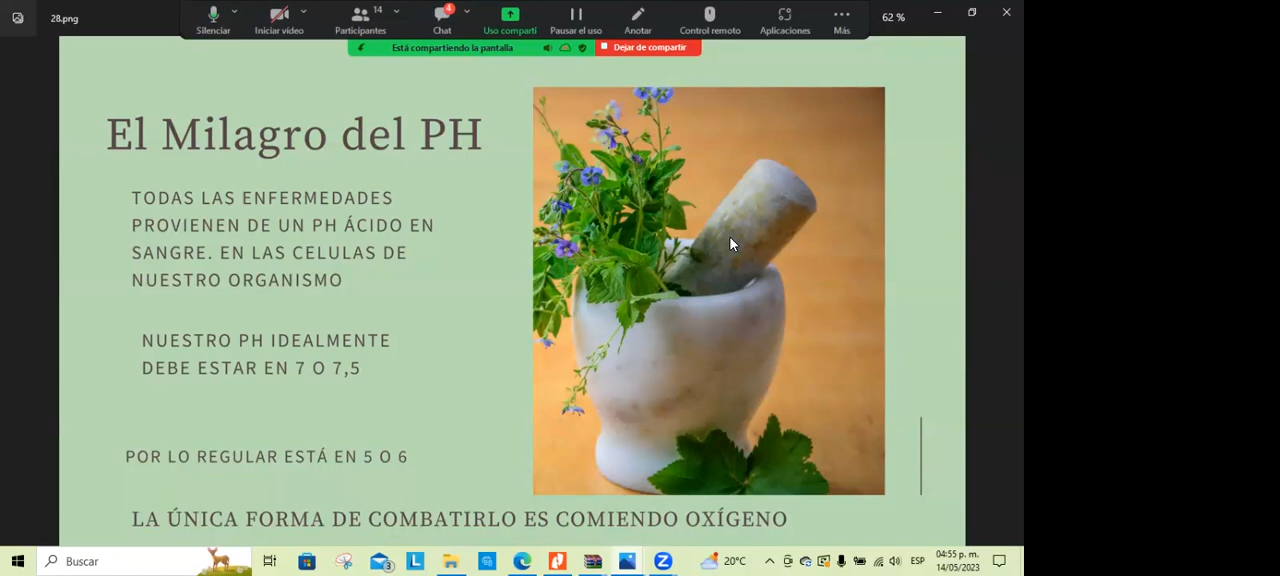 28.png
14
4
62 %
Silenciar
Iniciar vídeo
Participantes
Chat
Uso comparti
Pausar el uso
Anotar
Control remoto
Aplicaciones
Más
Está compartiendo la pantalla
Dejar de compartir
El Milagro del PH
TODAS LAS ENFERMEDADES
PROVIENEN DE UN PH ÁCIDO EN
SANGRE. EN LAS CELULAS DE
NUESTRO ORGANISMO
NUESTRO PH IDEALMENTE
DEBE ESTAR EN 7 O 7,5
POR LO REGULAR ESTÁ EN 5 O 6
LA ÚNICA FORMA DE COMBATIRLO ES COMIENDO OXÍGENO
Buscar
3
L
20°C
ESP
04:55 p. m.
14/05/2023